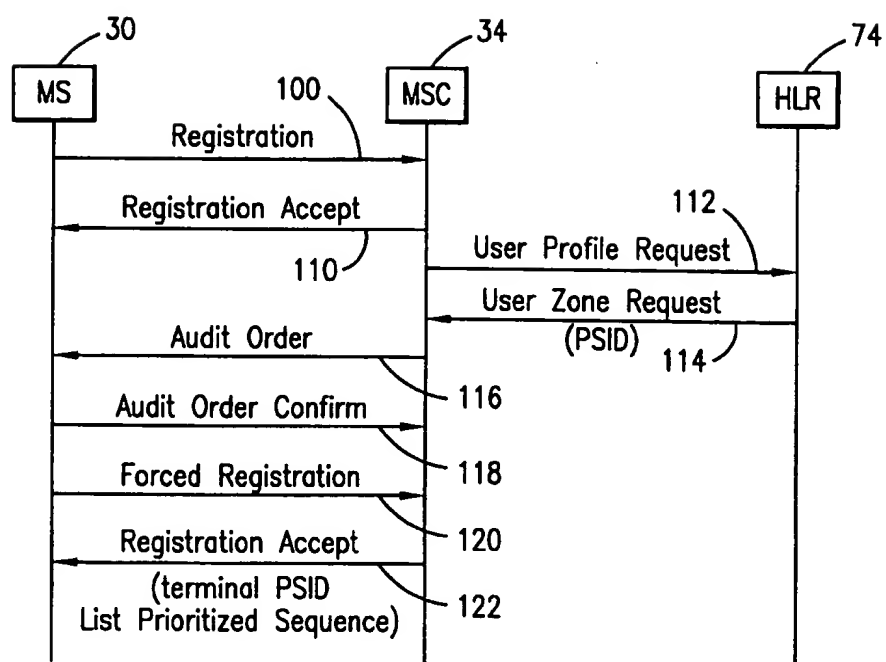 30
34
74
MS
MSC
HLR
100
Registration
Registration Accept
110
112
User Profile Request
User Zone Request
(PSID)
114
Audit Order
116
Audit Order Confirm
118
Forced Registration
120
Registration Accept
(terminal PSID
List Prioritized Sequence)
122